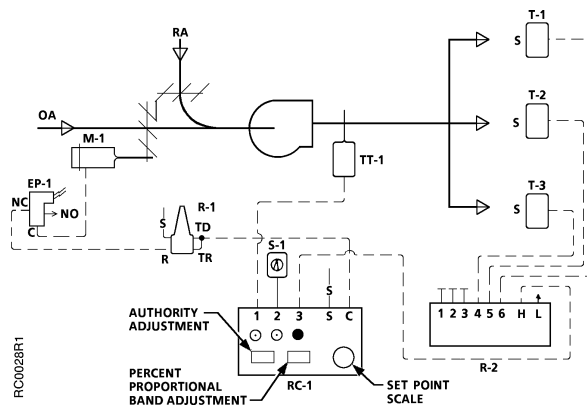 T-1
S
RA
OA
M-1
T-2
S
TT-1
EP-1
NC
NO
C
R-1
S
TD
R
TR
T-3
S
S-1
S
1 2 3 S C
1 2 3 4 5 6 H L
R-2
AUTHORITY
ADJUSTMENT
PERCENT
PROPORTIONAL
BAND ADJUSTMENT
RC-1
SET POINT
SCALE
RC0028R1